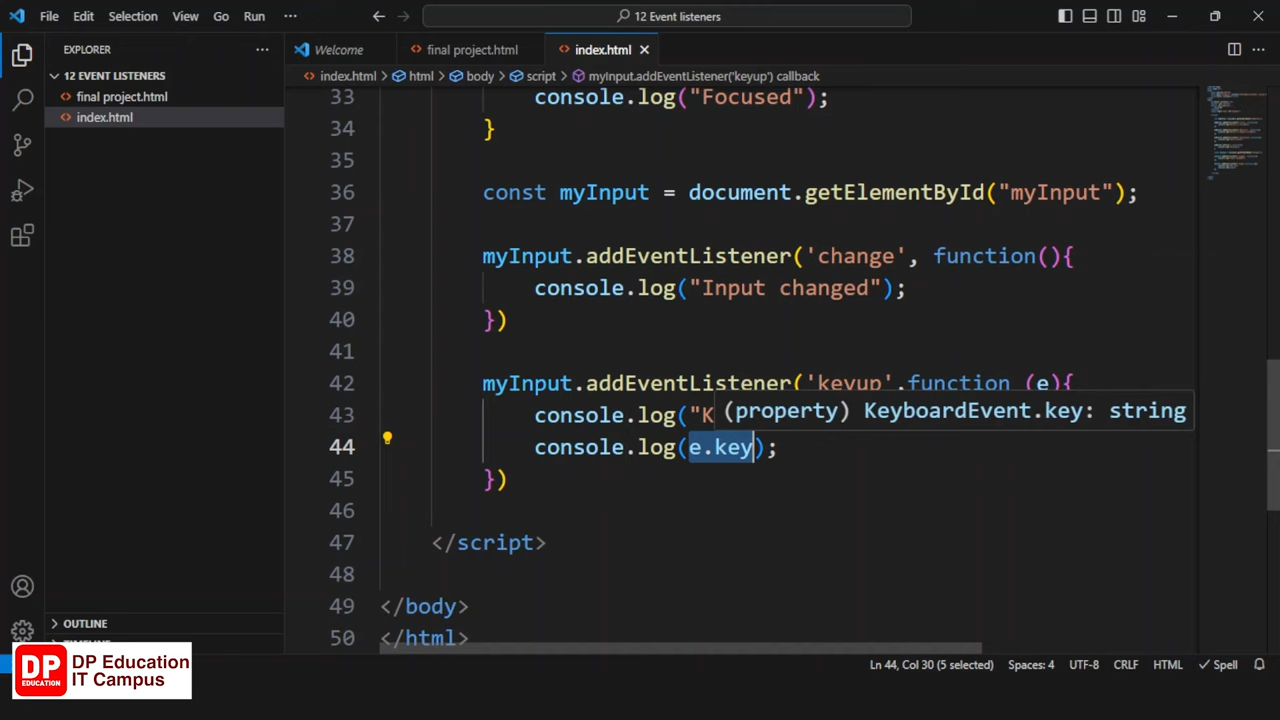 File Edit Selection View Go Run ··· 12 Event listeners
EXPLORER ··· Welcome final project.html index.html
12 EVENT LISTENERS index.html > html > body > script > myInput.addEventListener('keyup') callback
final project.html
index.html
33 console.log("Focused");
34 }
35
36 const myInput = document.getElementById("myInput");
37
38 myInput.addEventListener('change', function(){
39 console.log("Input changed");
40 })
41
42 myInput.addEventListener('keyup',function (e){
43 console.log("K (property) KeyboardEvent.key: string
44 console.log(e.key);
45 })
46
47 </script>
48
49 </body>
50 </html>
OUTLINE
DP DP Education
EDUCATION IT Campus
Ln 44, Col 30 (5 selected) Spaces: 4 UTF-8 CRLF HTML Spell